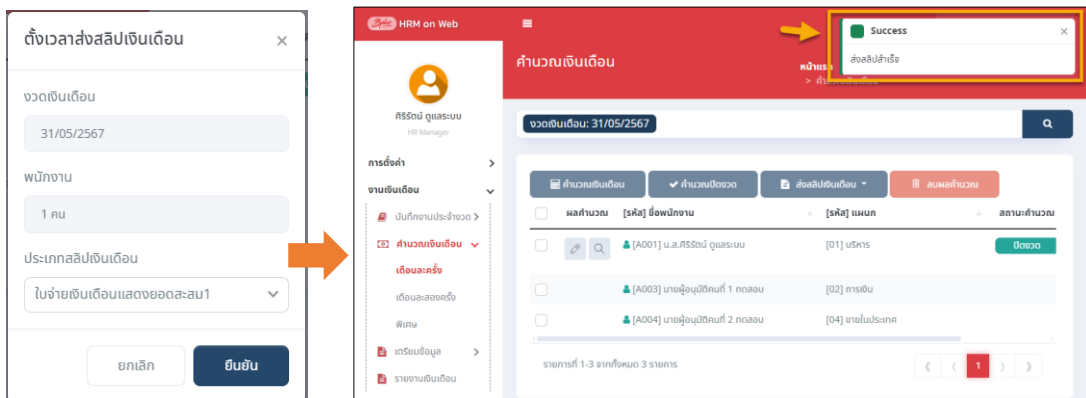 ตั้งเวลาส่งสลิปเงินเดือน
×
งวดเงินเดือน
31/05/2567
พนักงาน
1 คน
ประเภทสลิปเงินเดือน
ใบจ่ายเงินเดือนแสดงยอดสะสม1
ยกเลิก ยืนยัน
HRM on Web
ศิริรัตน์ ดูแลระบบ
HR Manager
การตั้งค่า
งานเงินเดือน
บันทึกงานประจำงวด
คำนวณเงินเดือน
เดือนละครั้ง
เดือนละสองครั้ง
พิเศษ
เตรียมข้อมูล
รายงานเงินเดือน
คำนวณเงินเดือน
หน้าแรก
Success ×
ส่งสลิปสำเร็จ
งวดเงินเดือน: 31/05/2567
คำนวณเงินเดือน คำนวณปิดงวด ส่งสลิปเงินเดือน ลบผลคำนวณ
ผลคำนวณ [รหัส] ชื่อพนักงาน [รหัส] แผนก สถานะคำนวณ
[A001] น.ส.ศิริรัตน์ ดูแลระบบ [01] บริหาร ปิดงวด
[A003] นายผู้อนุมัติคนที่ 1 ทดสอบ [02] การเงิน
[A004] นายผู้อนุมัติคนที่ 2 ทดสอบ [04] ขายในประเทศ
รายการที่ 1-3 จากทั้งหมด 3 รายการ
1